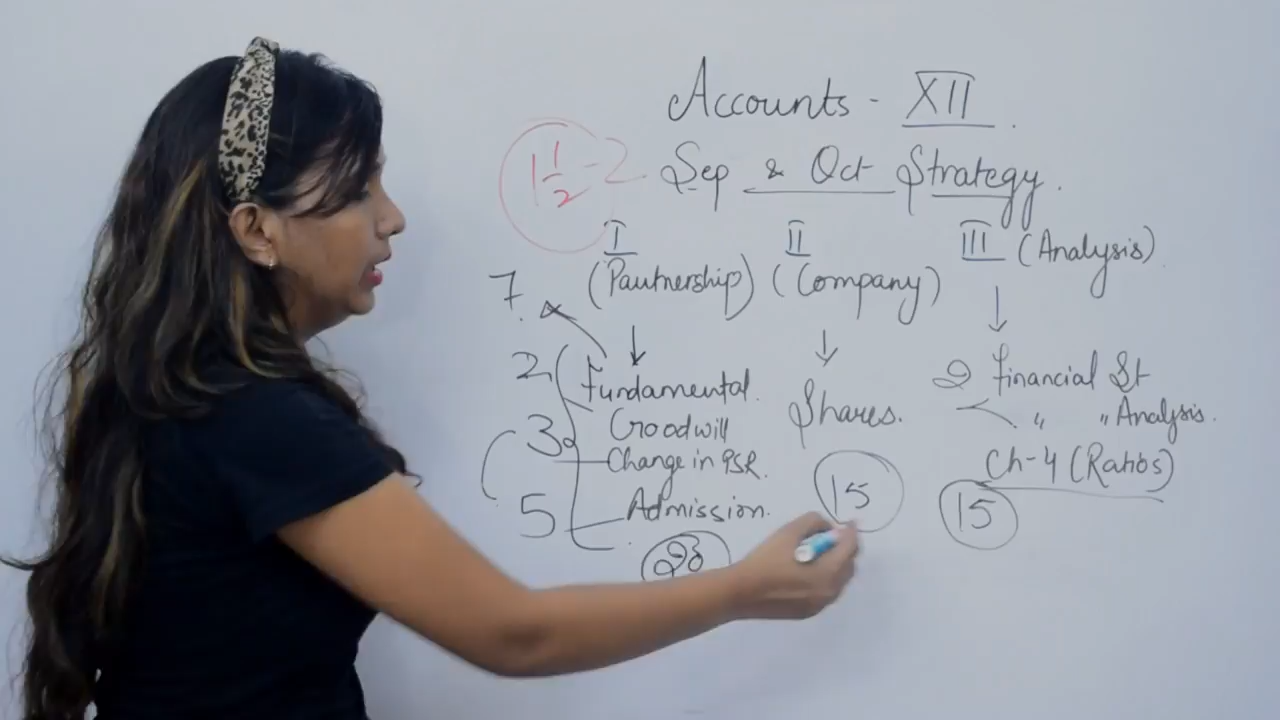 Accounts - XII
1 1/2 - 2
Sep & Oct Strategy.
I
(Partnership)
7.
Fundamental.
2
Goodwill
3
Change in PSR.
5
Admission.
II
(Company)
Shares.
15
III (Analysis)
Financial St
" " Analysis.
Ch-4 (Ratios)
15